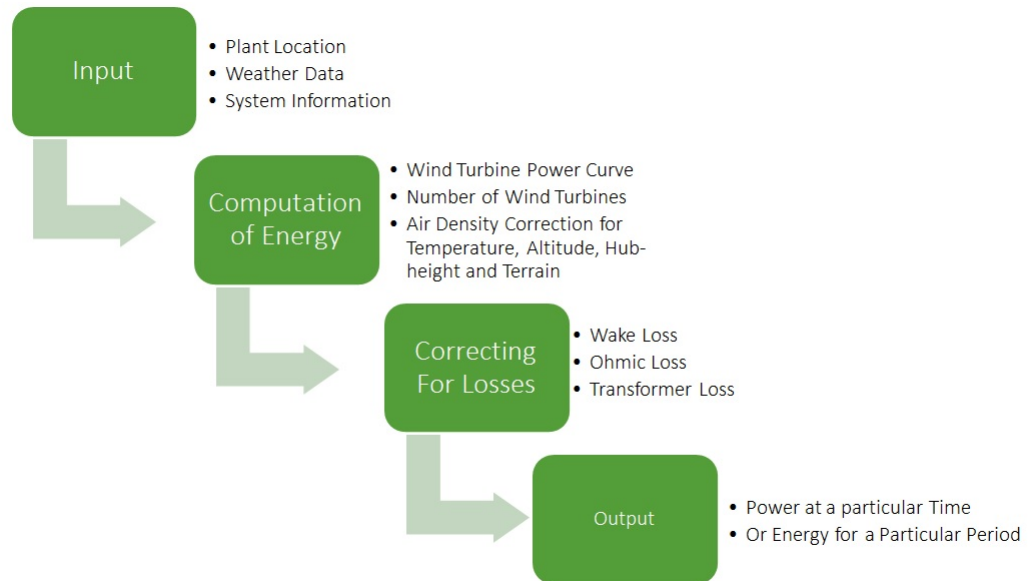 Input
• Plant Location
• Weather Data
• System Information
Computation
of Energy
• Wind Turbine Power Curve
• Number of Wind Turbines
• Air Density Correction for
Temperature, Altitude, Hub-
height and Terrain
Correcting
For Losses
• Wake Loss
• Ohmic Loss
• Transformer Loss
Output
• Power at a particular Time
• Or Energy for a Particular Period